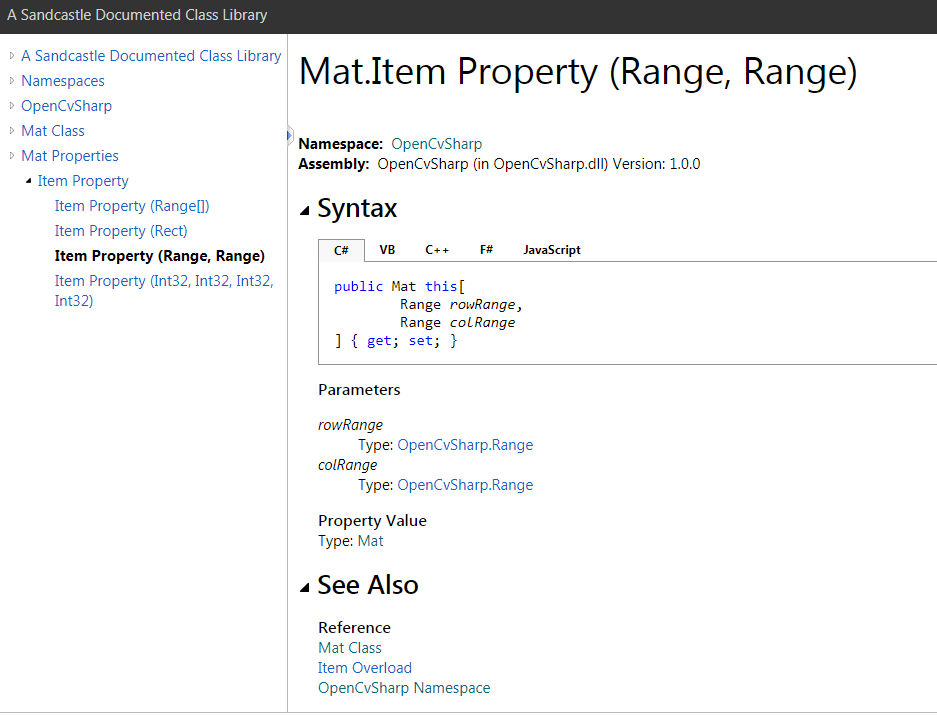 A Sandcastle Documented Class Library
A Sandcastle Documented Class Library
Namespaces
OpenCvSharp
Mat Class
Mat Properties
Item Property
Item Property (Range[])
Item Property (Rect)
Item Property (Range, Range)
Item Property (Int32, Int32, Int32,
Int32)
Mat.Item Property (Range, Range)
Namespace: OpenCvSharp
Assembly: OpenCvSharp (in OpenCvSharp.dll) Version: 1.0.0
Syntax
C# VB C++ F# JavaScript
public Mat this[
Range rowRange,
Range colRange
] { get; set; }
Parameters
rowRange
Type: OpenCvSharp.Range
colRange
Type: OpenCvSharp.Range
Property Value
Type: Mat
See Also
Reference
Mat Class
Item Overload
OpenCvSharp Namespace